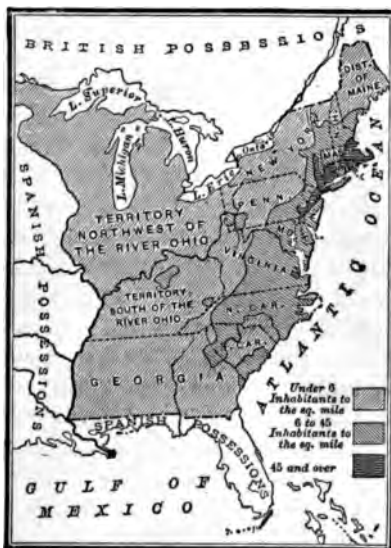 BRITISH POSSESSIONS
DIST.
OF
MAINE
L. Superior
L. Michigan
Huron
Ontario
L. Erie
NEW YORK
MAS
PENN
TERRITORY
NORTHWEST OF
THE RIVER OHIO
VIRGINIA
SPANISH POSSESSIONS
TERRITORY
SOUTH OF THE
RIVER OHIO
N. CAR.
CAR.
GEORGIA
ATLANTIC OCEAN
SPANISH POSSESSIONS
GULF OF
MEXICO
Under 6
Inhabitants to
the sq. mile
6 to 45
Inhabitants to
the sq. mile
45 and over